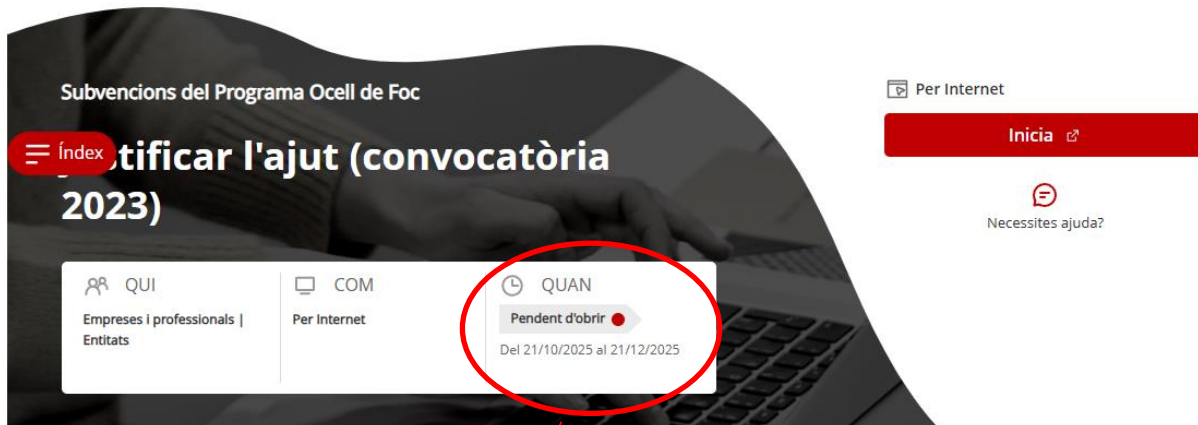 Subvencions del Programa Ocell de Foc
Índex
tificar l'ajut (convocatòria
2023)
QUI
Empreses i professionals |
Entitats
COM
Per Internet
QUAN
Pendent d'obrir
Del 21/10/2025 al 21/12/2025
Per Internet
Inicia
Necessites ajuda?